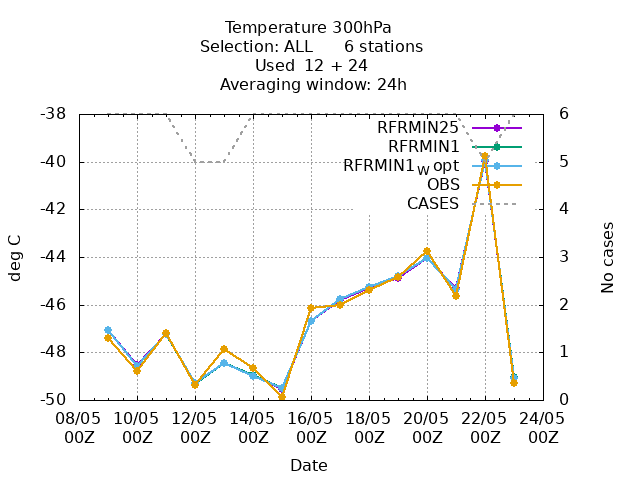 Temperature 300hPa
Selection: ALL      6 stations
Used  12 + 24
Averaging window: 24h
-38
-40
-42
-44
-46
-48
-50
6
5
4
3
2
1
0
deg C
No cases
RFRMIN25
RFRMIN1
RFRMIN1W opt
OBS
CASES
08/05 10/05 12/05 14/05 16/05 18/05 20/05 22/05 24/05
00Z 00Z 00Z 00Z 00Z 00Z 00Z 00Z 00Z
Date